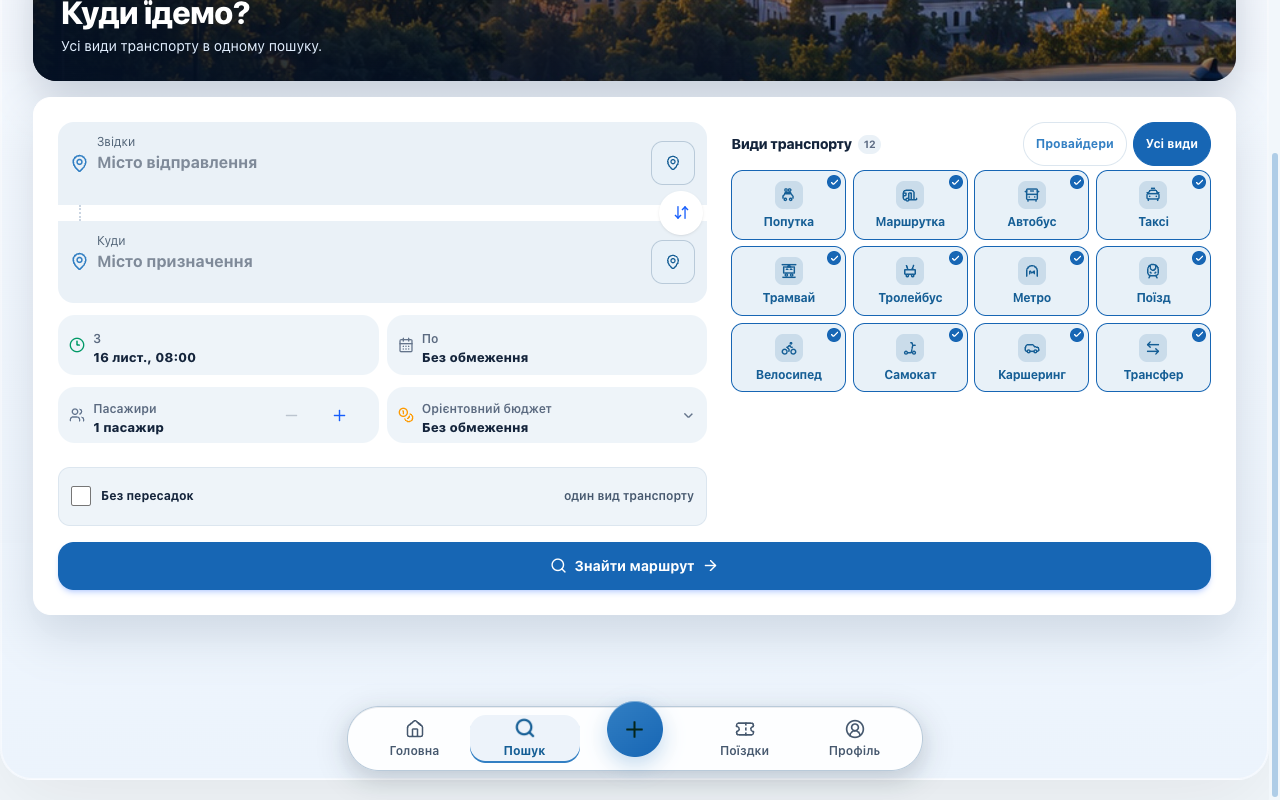 Куди їдемо?
Усі види транспорту в одному пошуку.
Звідки
Місто відправлення
Куди
Місто призначення
З
16 лист., 08:00
По
Без обмеження
Пасажири
1 пасажир
Орієнтовний бюджет
Без обмеження
Без пересадок
один вид транспорту
Види транспорту 12
Провайдери
Усі види
Попутка
Маршрутка
Автобус
Таксі
Трамвай
Тролейбус
Метро
Поїзд
Велосипед
Самокат
Каршеринг
Трансфер
Знайти маршрут
Головна
Пошук
Поїздки
Профіль